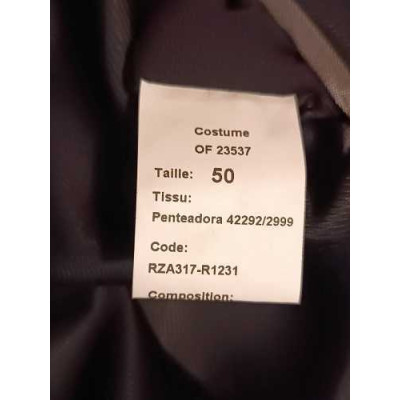 Costume
OF 23537
Taille: 50
Tissu:
Penteadora 42292/2999
Code:
RZA317-R1231
Composition: